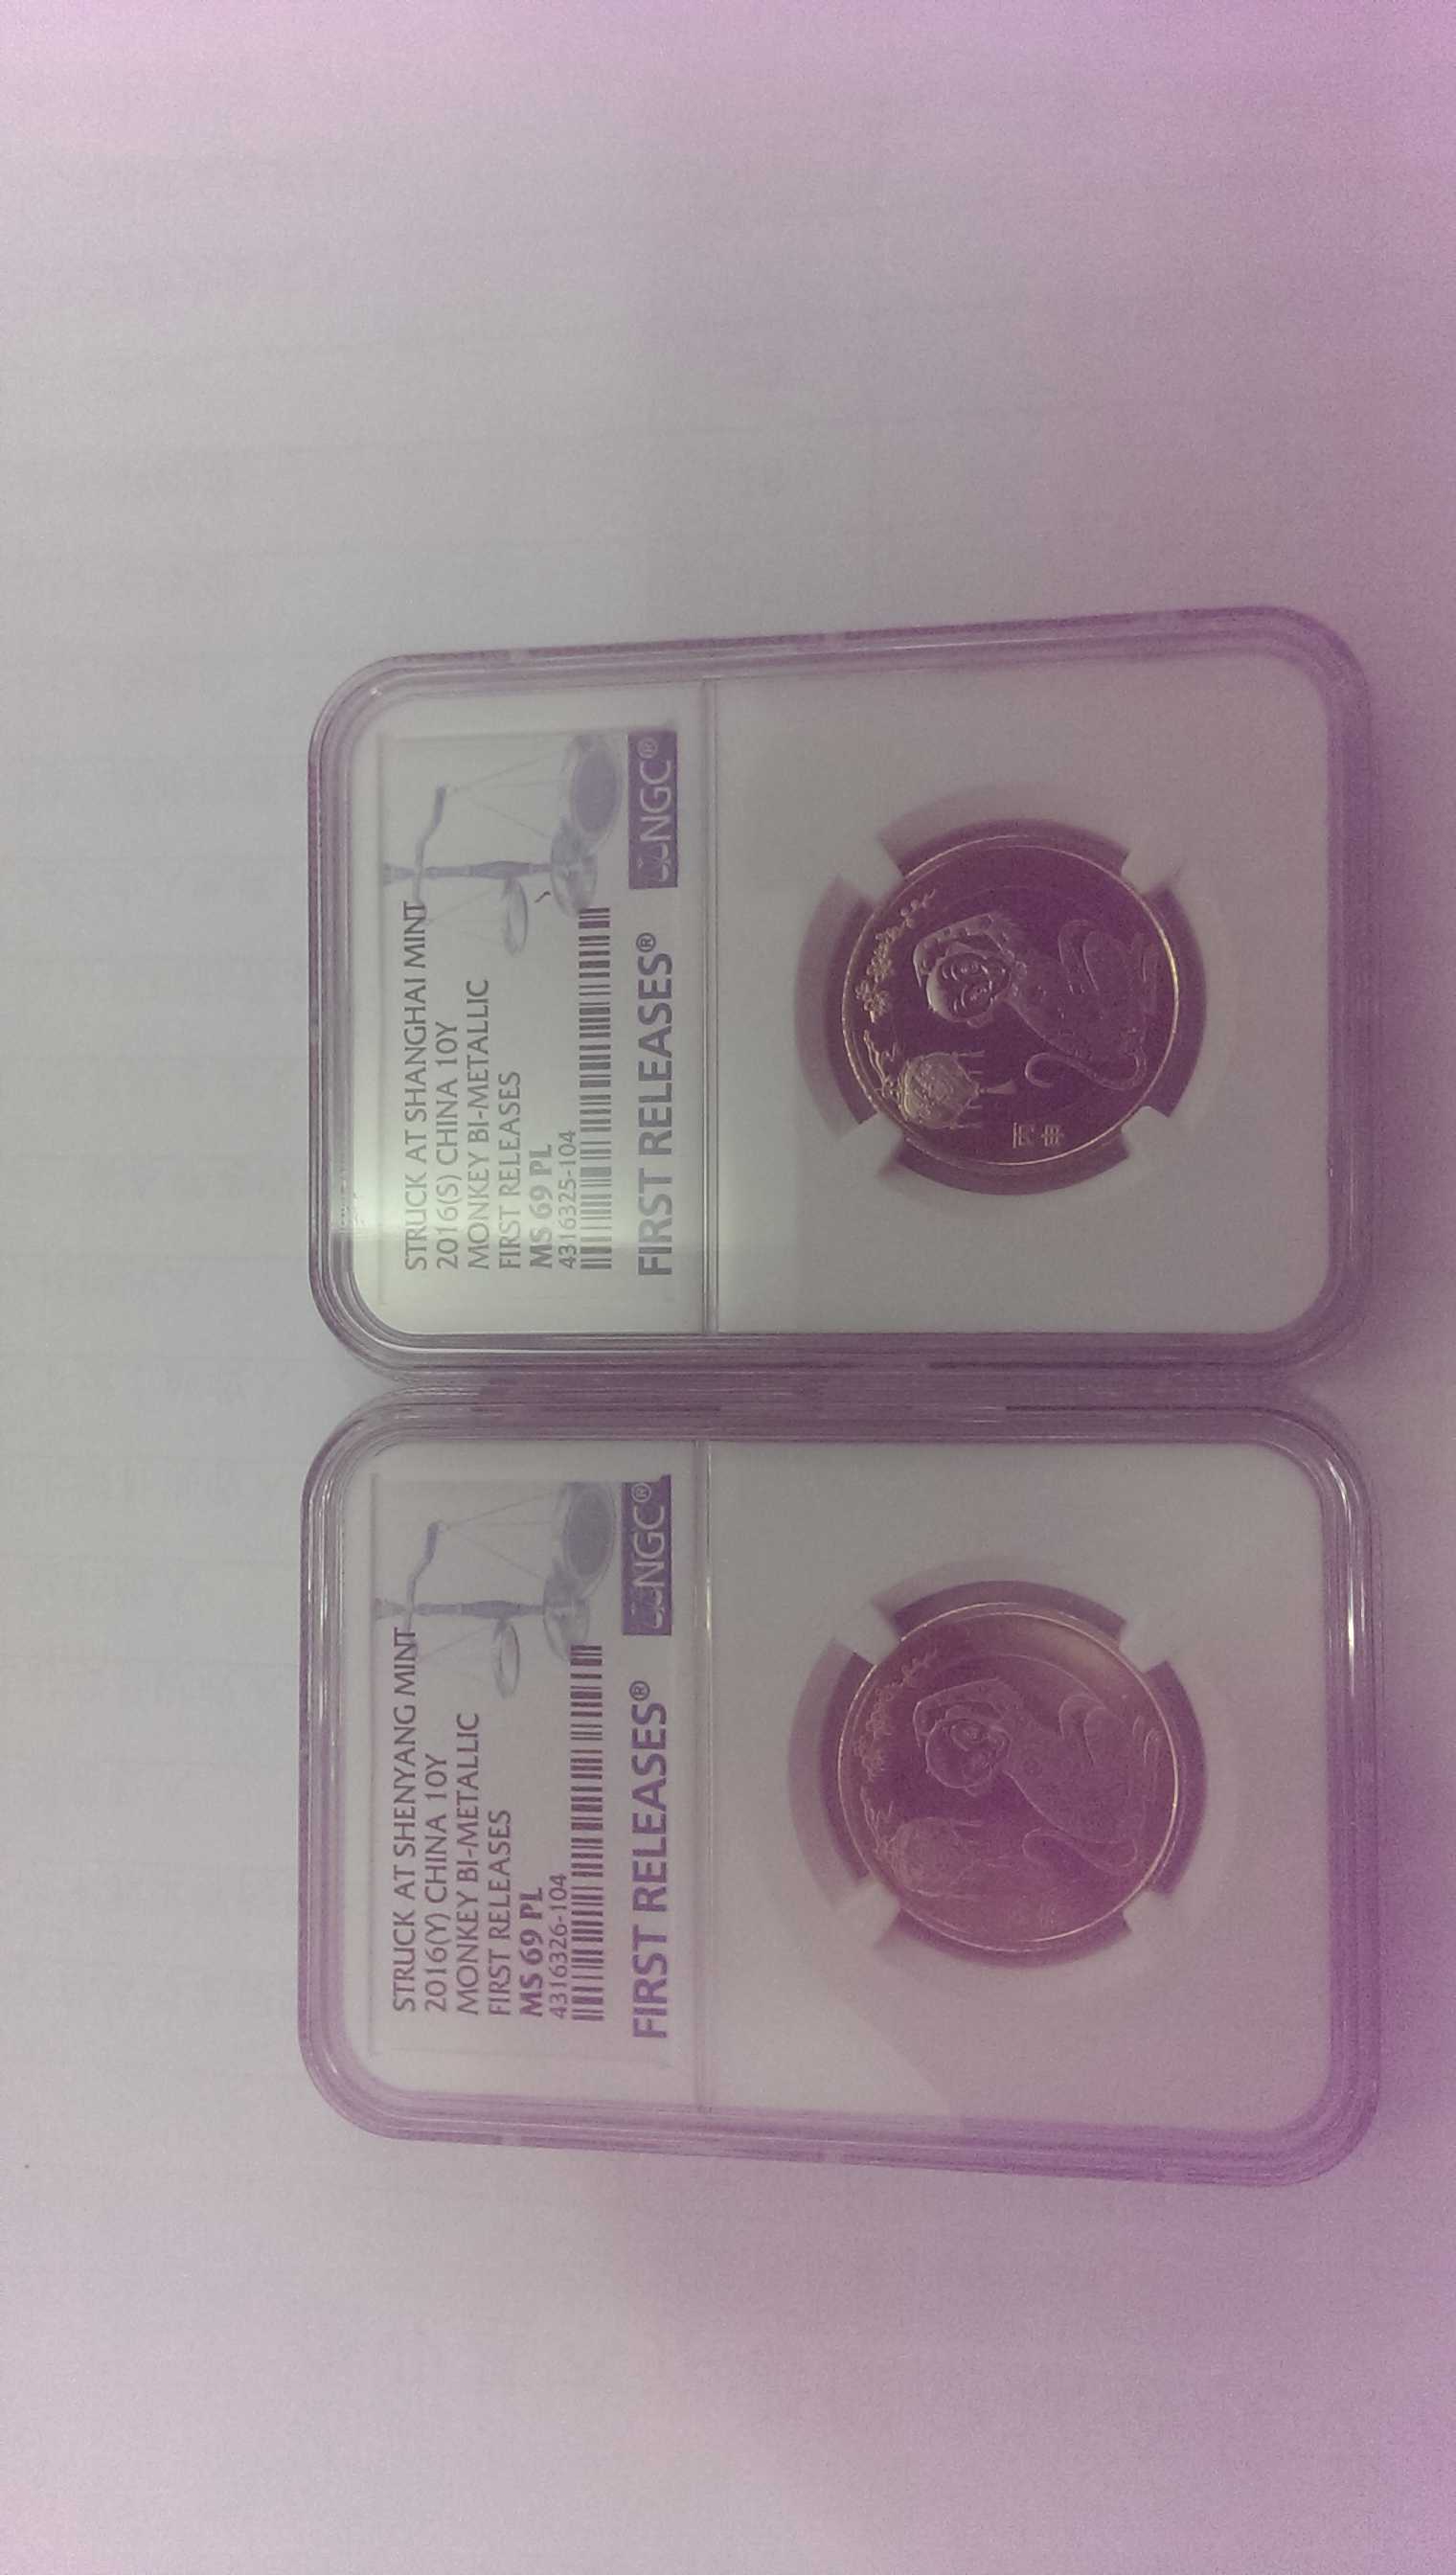 STRUCK AT SHENYANG MINT
2016(Y) CHINA 10Y
MONKEY BI-METALLIC
FIRST RELEASES
MS 69 PL
4316326-104
FIRST RELEASES®
NGC®
STRUCK AT SHANGHAI MINT
2016(S) CHINA 10Y
MONKEY BI-METALLIC
FIRST RELEASES
MS 69 PL
4316325-104
FIRST RELEASES®
NGC®
丙申